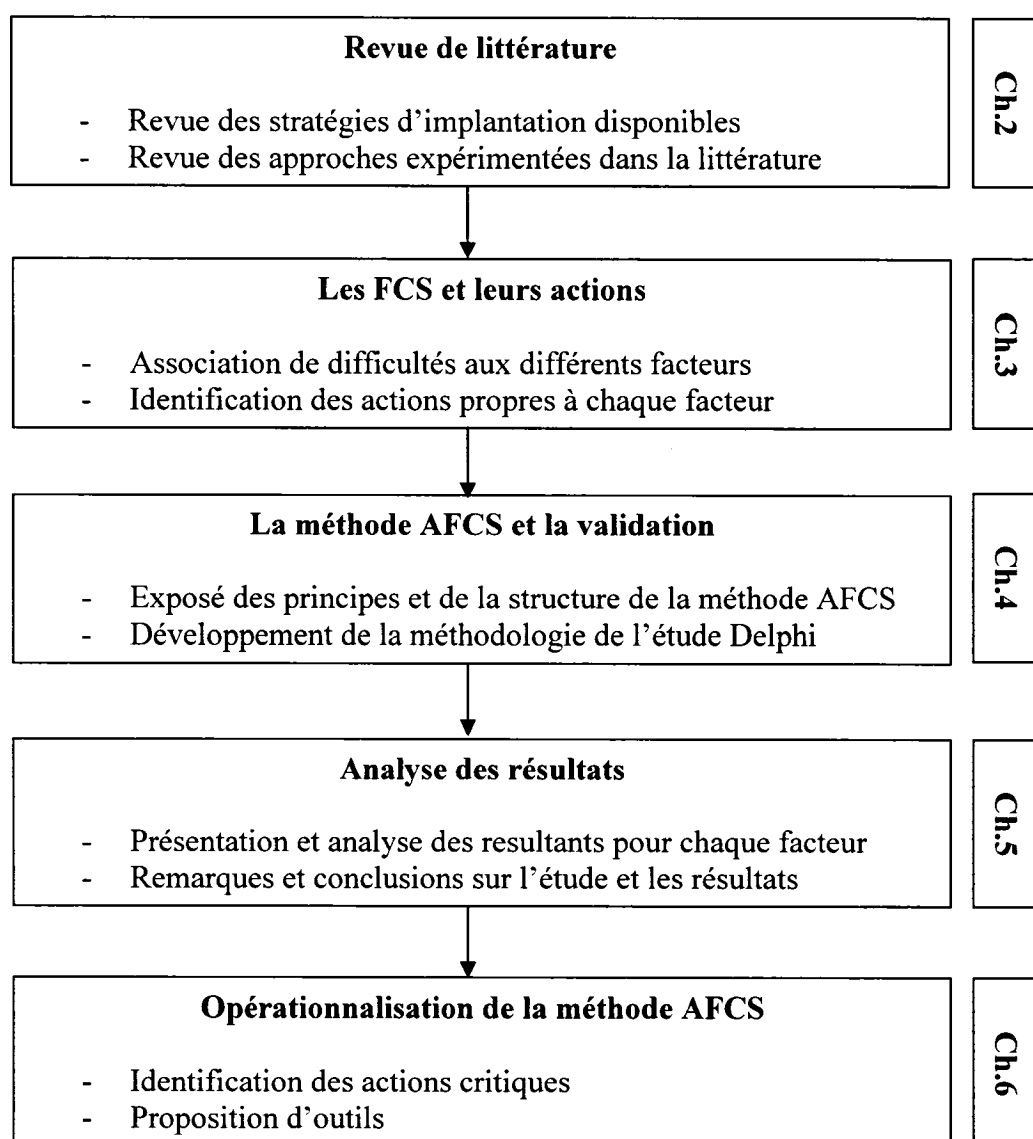 Revue de littérature
- Revue des stratégies d'implantation disponibles
- Revue des approches expérimentées dans la littérature
Ch.2
Les FCS et leurs actions
- Association de difficultés aux différents facteurs
- Identification des actions propres à chaque facteur
Ch.3
La méthode AFCS et la validation
- Exposé des principes et de la structure de la méthode AFCS
- Développement de la méthodologie de l'étude Delphi
Ch.4
Analyse des résultats
- Présentation et analyse des resultants pour chaque facteur
- Remarques et conclusions sur l'étude et les résultats
Ch.5
Opérationnalisation de la méthode AFCS
- Identification des actions critiques
- Proposition d'outils
Ch.6